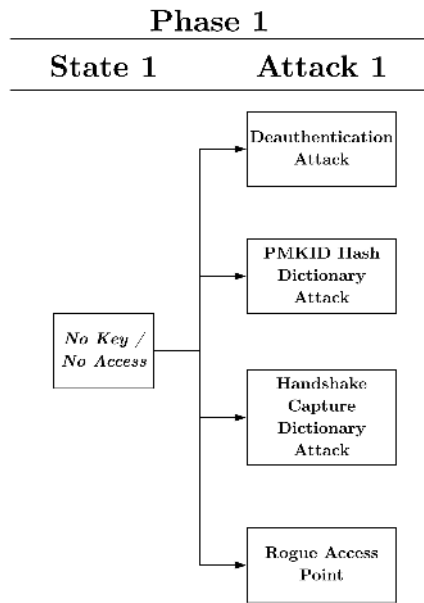 Phase 1
State 1
Attack 1
Deauthentication
Attack
PMKID Hash
Dictionary
Attack
No Key /
No Access
Handshake
Capture
Dictionary
Attack
Rogue Access
Point